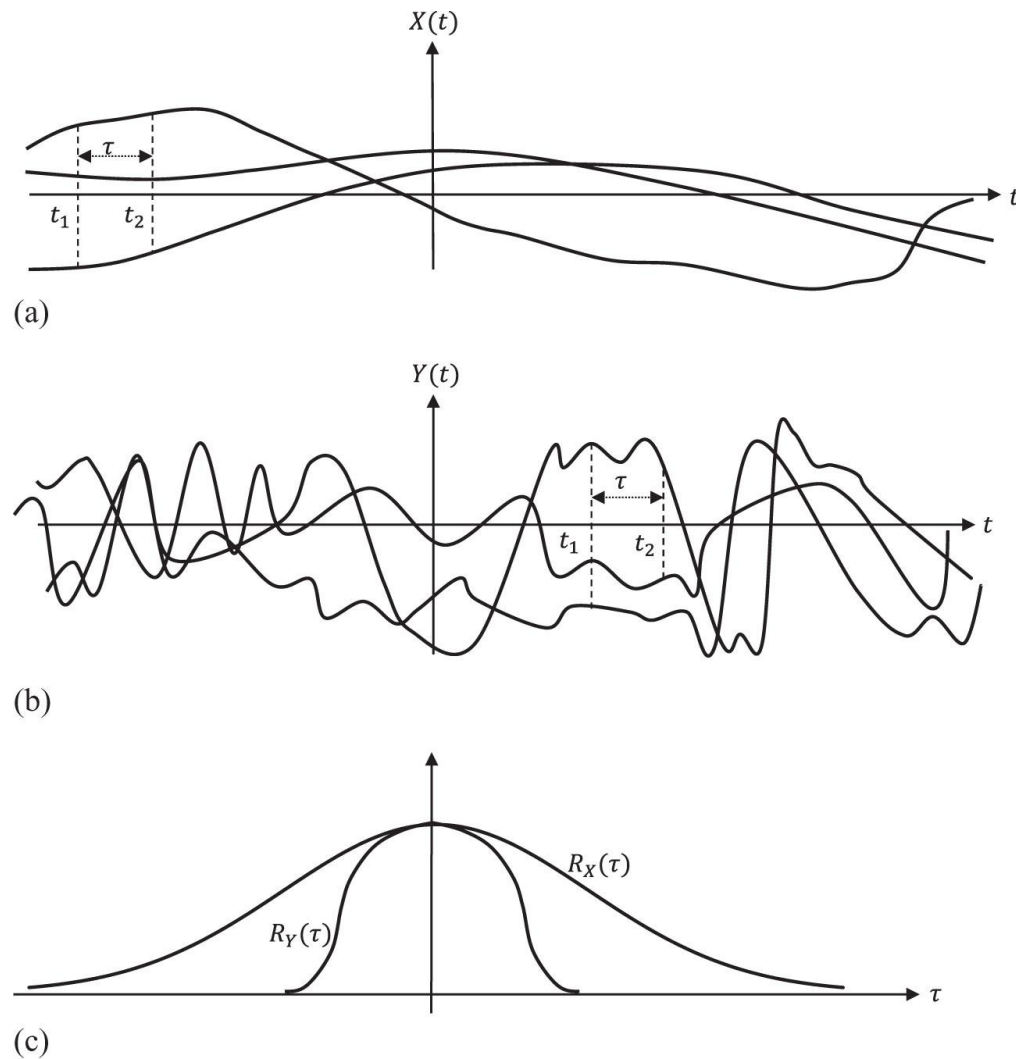 X(t)
τ
t₁ t₂ t
(a)
Y(t)
τ
t₁ t₂ t
(b)
R_X(τ)
R_Y(τ)
τ
(c)